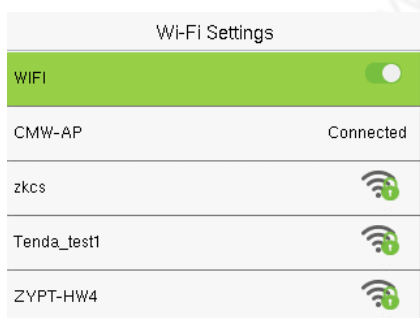 Wi-Fi Settings
WIFI
CMW-AP Connected
zkcs
Tenda_test1
ZYPT-HW4